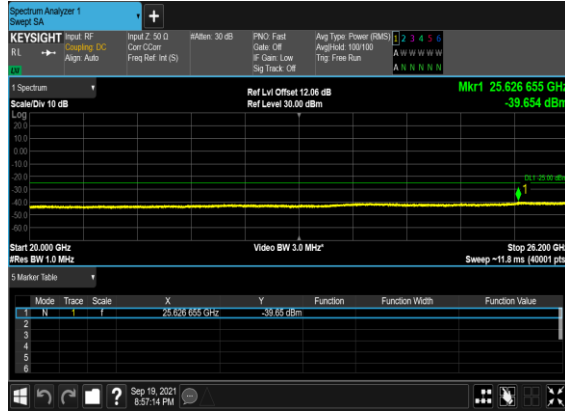 Spectrum Analyzer 1
Swept SA
+
KEYSIGHT Input: RF Input Z: 50 Ω #Atten: 30 dB PNO: Fast Avg Type: Power (RMS) 1 2 3 4 5 6
RL Coupling: DC Corr CCorr Gate: Off Avg|Hold: 100/100 A W W W W W
Align: Auto Freq Ref: Int (S) IF Gain: Low Trig: Free Run
Sig Track: Off A N N N N N
1 Spectrum Ref Lvl Offset 12.06 dB Mkr1 25.626 655 GHz
Scale/Div 10 dB Ref Level 30.00 dBm -39.654 dBm
Log
20.0
10.0
0.00
-10.0
-20.0 DL1 -25.00 dBm
-30.0 1
-40.0
-50.0
-60.0
Start 20.000 GHz Video BW 3.0 MHz* Stop 26.200 GHz
#Res BW 1.0 MHz Sweep ~11.8 ms (40001 pts)
5 Marker Table
Mode Trace Scale X Y Function Function Width Function Value
1 N 1 f 25.626 655 GHz -39.65 dBm
2
3
4
5
6
? Sep 19, 2021
8:57:14 PM